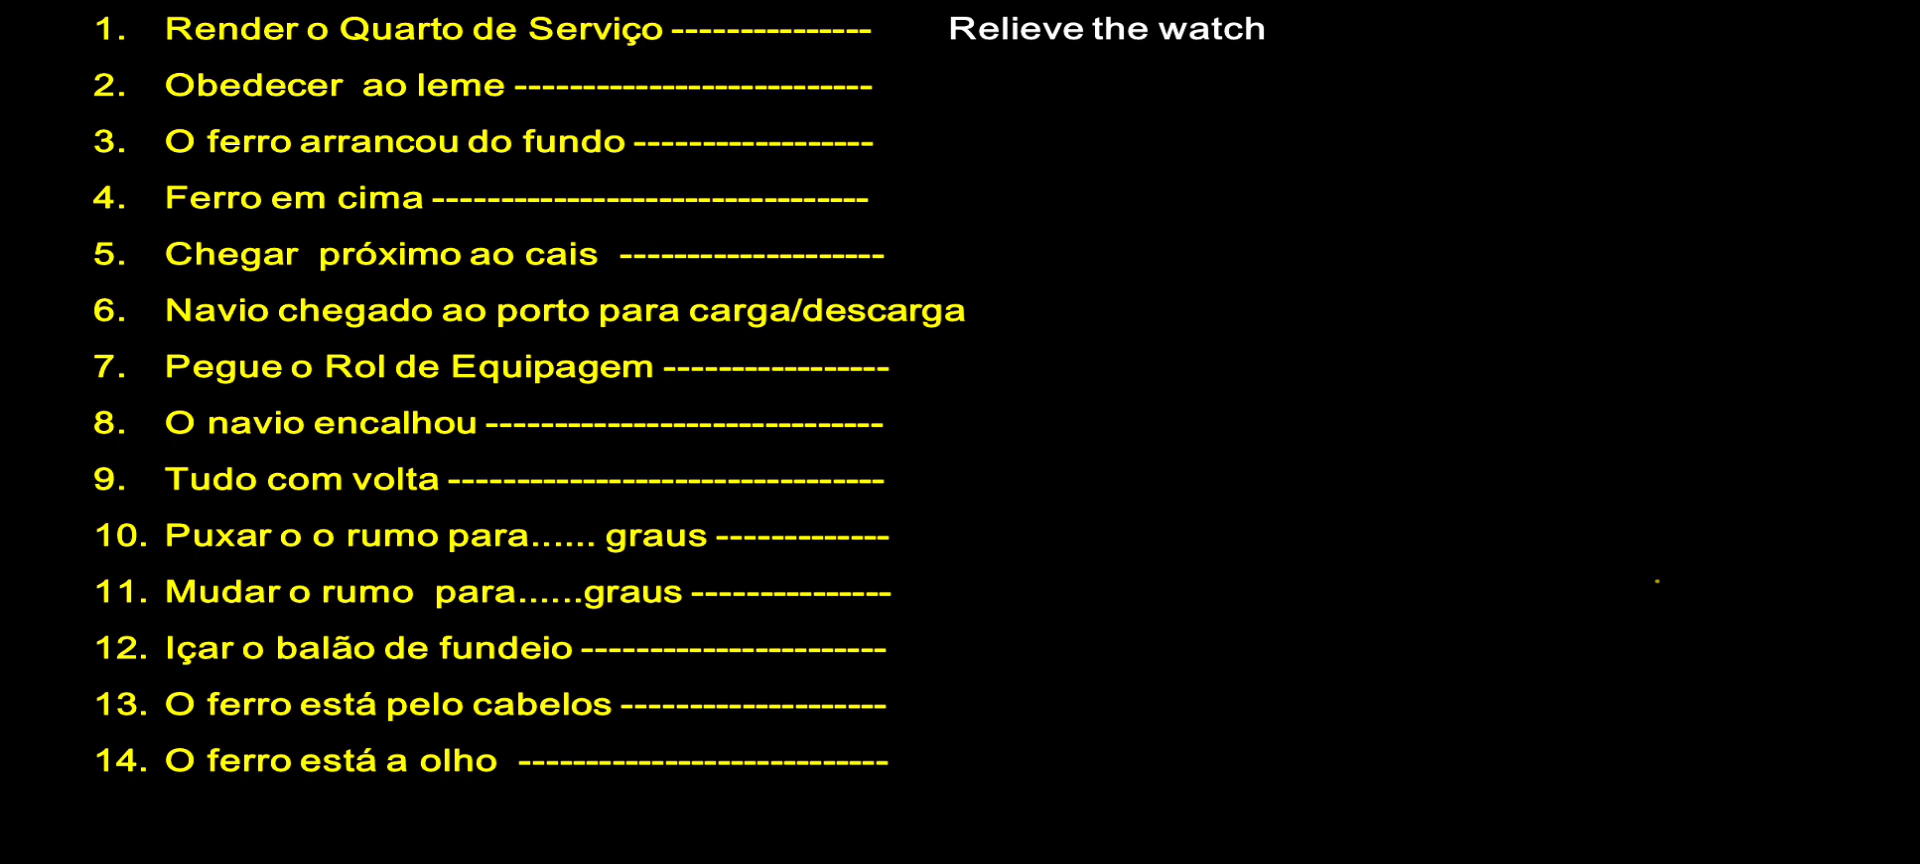 1. Render o Quarto de Serviço --------------- Relieve the watch
2. Obedecer ao leme ---------------------------
3. O ferro arrancou do fundo ------------------
4. Ferro em cima ---------------------------------
5. Chegar próximo ao cais --------------------
6. Navio chegado ao porto para carga/descarga
7. Pegue o Rol de Equipagem -----------------
8. O navio encalhou ------------------------------
9. Tudo com volta ---------------------------------
10. Puxar o o rumo para...... graus -------------
11. Mudar o rumo para......graus ---------------
12. Içar o balão de fundeio -----------------------
13. O ferro está pelo cabelos --------------------
14. O ferro está a olho ----------------------------